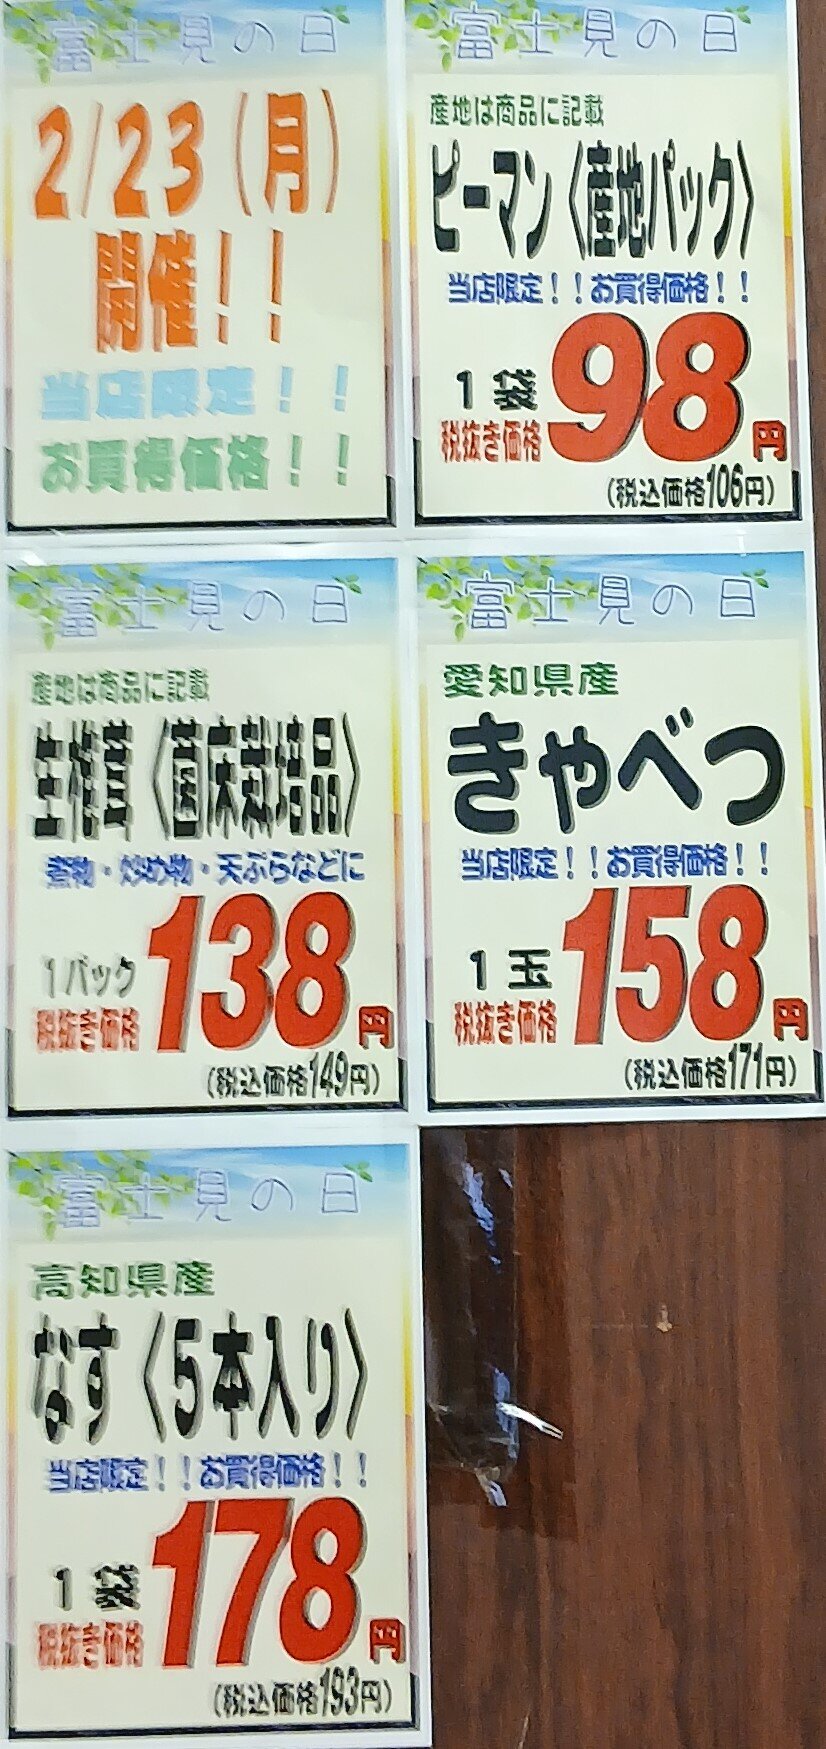 富士見の日
2/23(月)
開催!!
当店限定!!
お買得価格!!
富士見の日
産地は商品に記載
ピーマン〈産地パック〉
当店限定!!お買得価格!!
1袋 98円
税抜き価格
(税込価格106円)
富士見の日
産地は商品に記載
生椎茸〈菌床栽培品〉
煮物・炒め物・天ぷらなどに
1パック 138円
税抜き価格
(税込価格149円)
富士見の日
愛知県産
きゃべつ
当店限定!!お買得価格!!
1玉 158円
税抜き価格
(税込価格171円)
富士見の日
高知県産
なす〈5本入り〉
当店限定!!お買得価格!!
1袋 178円
税抜き価格
(税込価格193円)